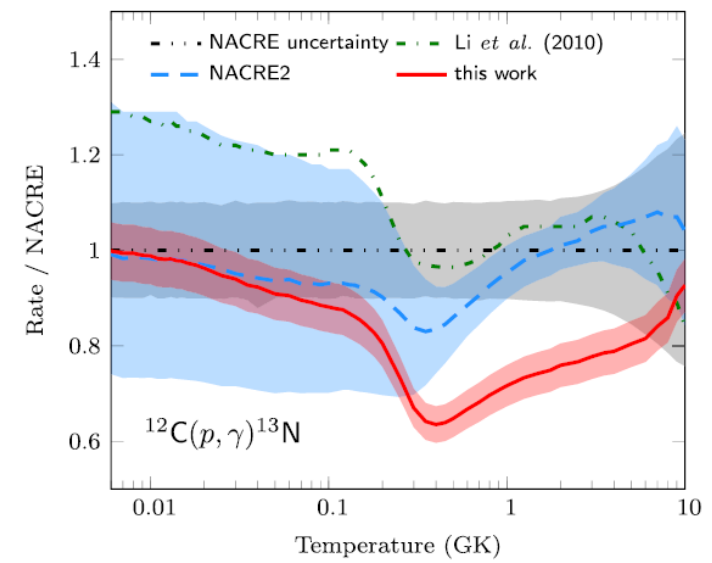 NACRE uncertainty
Li et al. (2010)
NACRE2
this work
1.4
1.2
1
0.8
0.6
Rate / NACRE
¹²C(p, γ)¹³N
0.01
0.1
1
10
Temperature (GK)